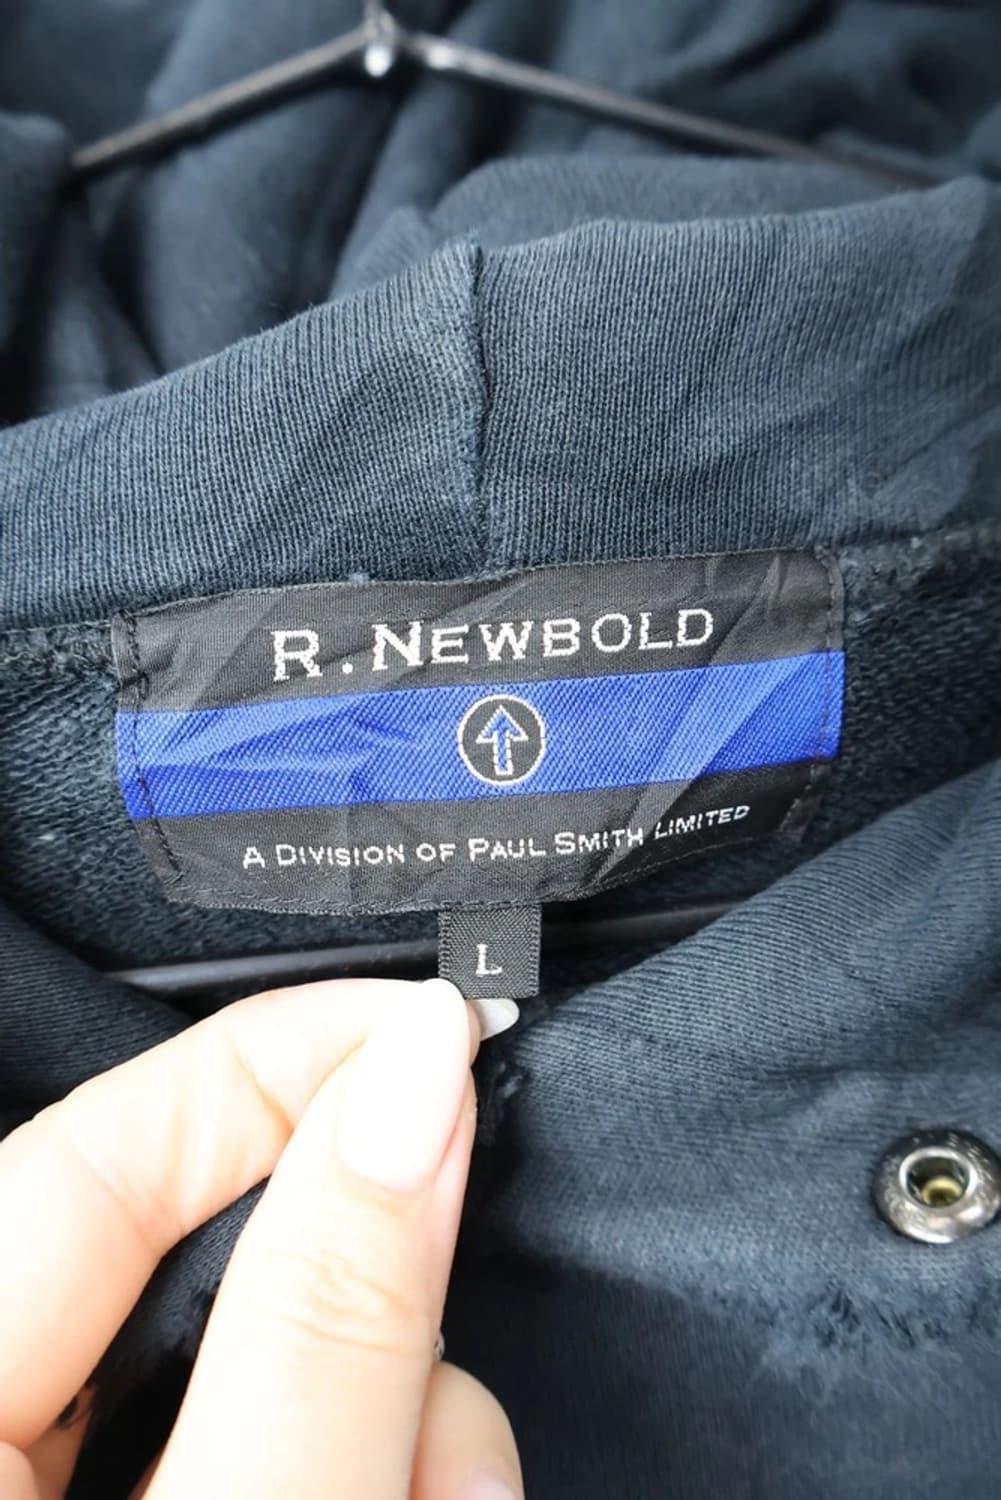 R. NEWBOLD
A DIVISION OF PAUL SMITH LIMITED
L